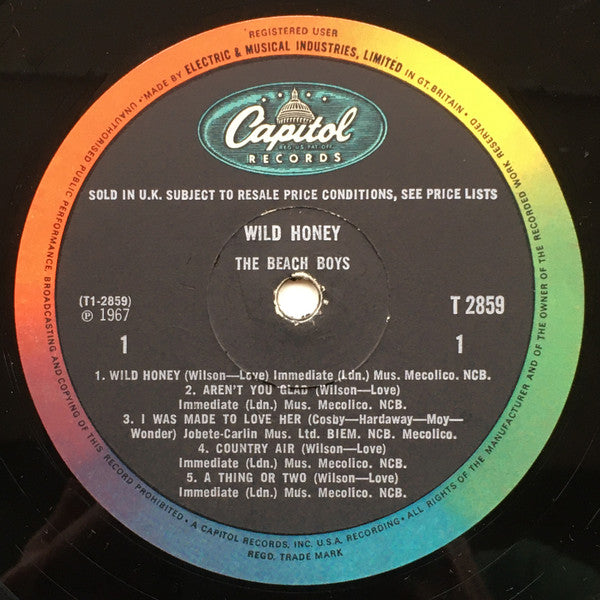 REGISTERED USER
· MADE BY ELECTRIC & MUSICAL INDUSTRIES, LIMITED IN GT. BRITAIN ·
UNAUTHORISED PUBLIC PERFORMANCE, BROADCASTING AND COPYING OF THIS RECORD PROHIBITED · A CAPITOL RECORDS, INC. U.S.A. RECORDING · ALL RIGHTS OF THE MANUFACTURER AND OF THE OWNER OF THE RECORDED WORK RESERVED
REGD. TRADE MARK
Capitol
REG. U.S. PAT. OFF.
RECORDS
SOLD IN U.K. SUBJECT TO RESALE PRICE CONDITIONS, SEE PRICE LISTS
WILD HONEY
THE BEACH BOYS
(T1-2859)
℗ 1967
T 2859
1
1
1. WILD HONEY (Wilson—Love) Immediate (Ldn.) Mus. Mecolico. NCB.
2. AREN'T YOU GLAD (Wilson—Love)
Immediate (Ldn.) Mus. Mecolico. NCB.
3. I WAS MADE TO LOVE HER (Cosby—Hardaway—Moy—
Wonder) Jobete-Carlin Mus. Ltd. BIEM. NCB. Mecolico.
4. COUNTRY AIR (Wilson—Love)
Immediate (Ldn.) Mus. Mecolico. NCB.
5. A THING OR TWO (Wilson—Love)
Immediate (Ldn.) Mus. Mecolico. NCB.